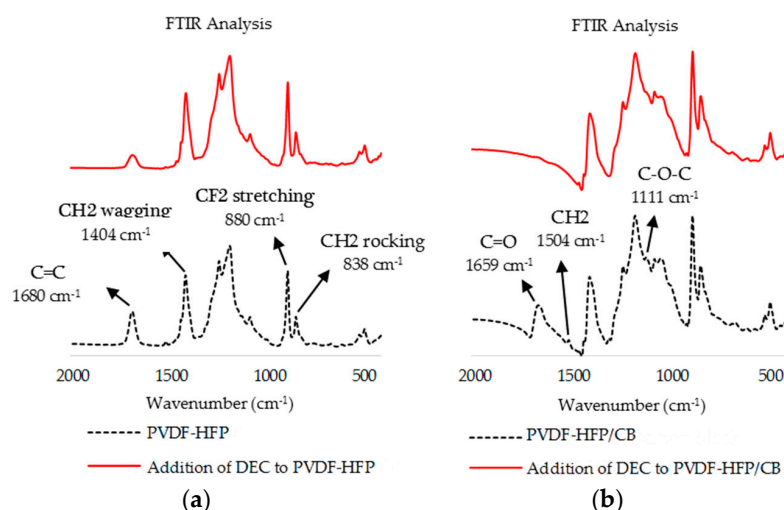 FTIR Analysis
CH2 wagging
1404 cm⁻¹
CF2 stretching
880 cm⁻¹
C=C
1680 cm⁻¹
CH2 rocking
838 cm⁻¹
2000 1500 1000 500
Wavenumber (cm⁻¹)
PVDF-HFP
Addition of DEC to PVDF-HFP
(a)
FTIR Analysis
C-O-C
1111 cm⁻¹
CH2
1504 cm⁻¹
C=O
1659 cm⁻¹
2000 1500 1000 500
Wavenumber (cm⁻¹)
PVDF-HFP/CB
Addition of DEC to PVDF-HFP/CB
(b)